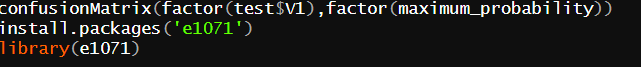 confusionMatrix(factor(test$V1),factor(maximum_probability))
install.packages('e1071')
library(e1071)